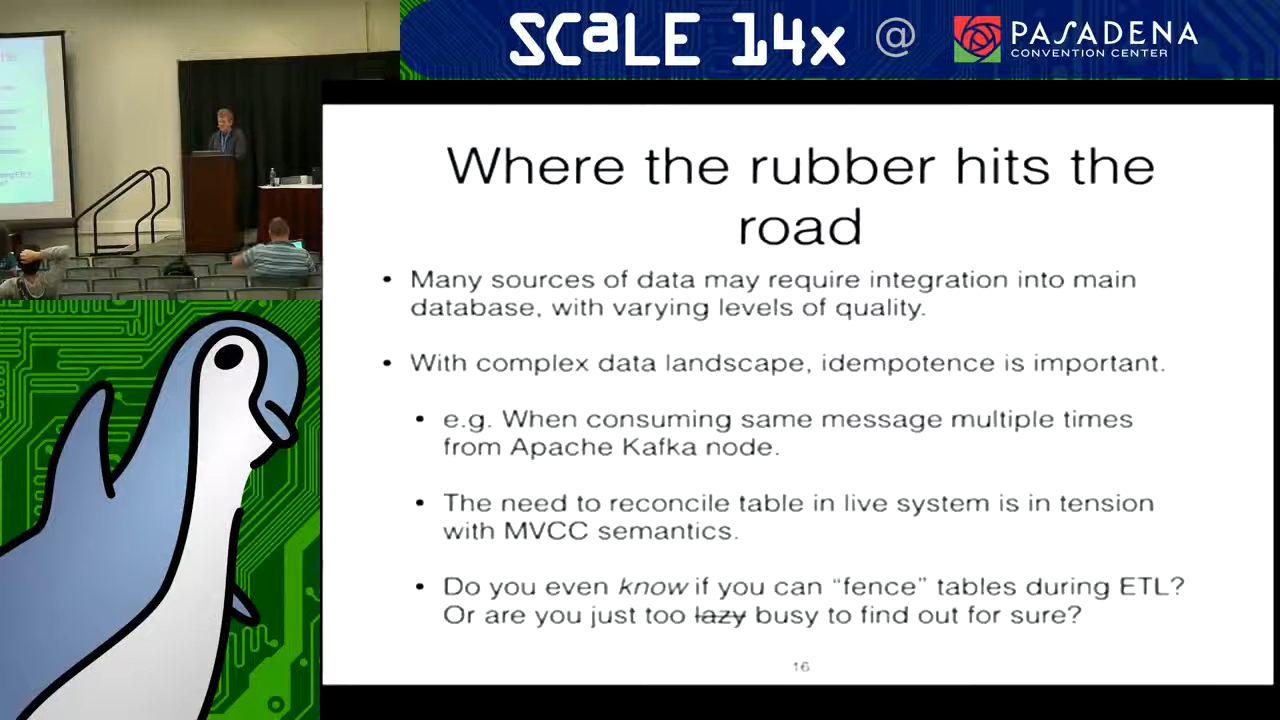 SCaLE 14x @ PASADENA
CONVENTION CENTER
Where the rubber hits the
road
• Many sources of data may require integration into main
database, with varying levels of quality.
• With complex data landscape, idempotence is important.
• e.g. When consuming same message multiple times
from Apache Kafka node.
• The need to reconcile table in live system is in tension
with MVCC semantics.
• Do you even know if you can “fence” tables during ETL?
Or are you just too lazy busy to find out for sure?
16